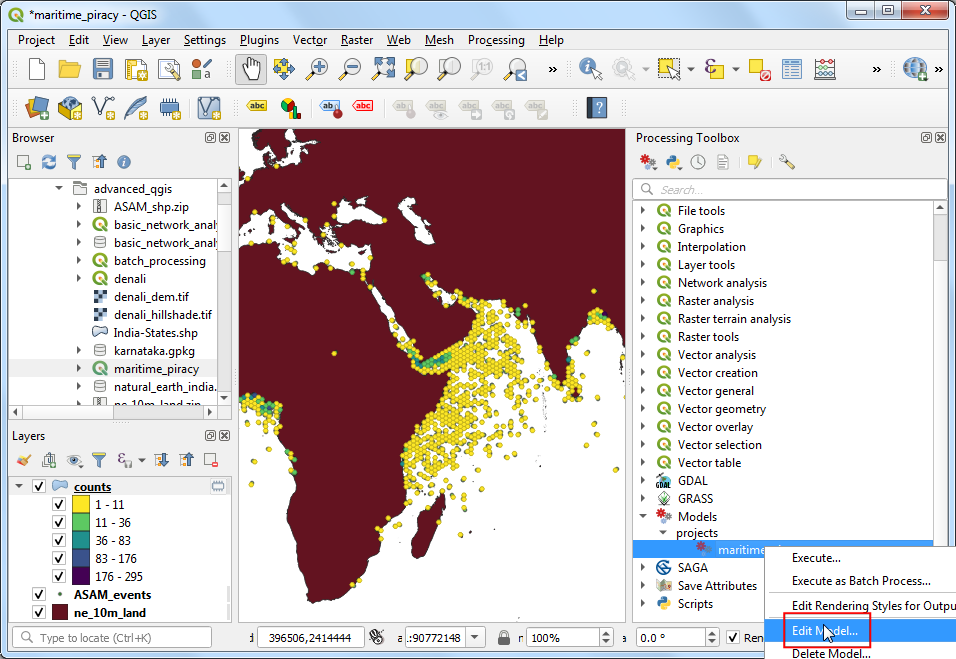 *maritime_piracy - QGIS
Project Edit View Layer Settings Plugins Vector Raster Web Mesh Processing Help
Browser
advanced_qgis
ASAM_shp.zip
basic_network_anal
basic_network_anal
batch_processing
denali
denali_dem.tif
denali_hillshade.tif
India-States.shp
karnataka.gpkg
maritime_piracy
natural_earth_india.
ne_10m_land.zip
Layers
counts
1 - 11
11 - 36
36 - 83
83 - 176
176 - 295
ASAM_events
ne_10m_land
Processing Toolbox
Search...
File tools
Graphics
Interpolation
Layer tools
Network analysis
Raster analysis
Raster terrain analysis
Raster tools
Vector analysis
Vector creation
Vector general
Vector geometry
Vector overlay
Vector selection
Vector table
GDAL
GRASS
Models
projects
maritime
SAGA
Save Attributes
Scripts
Execute...
Execute as Batch Process...
Edit Rendering Styles for Outpu
Edit Model...
Delete Model...
Type to locate (Ctrl+K) 396506,2414444 a :.90772148 100% a 0.0 ° Ren